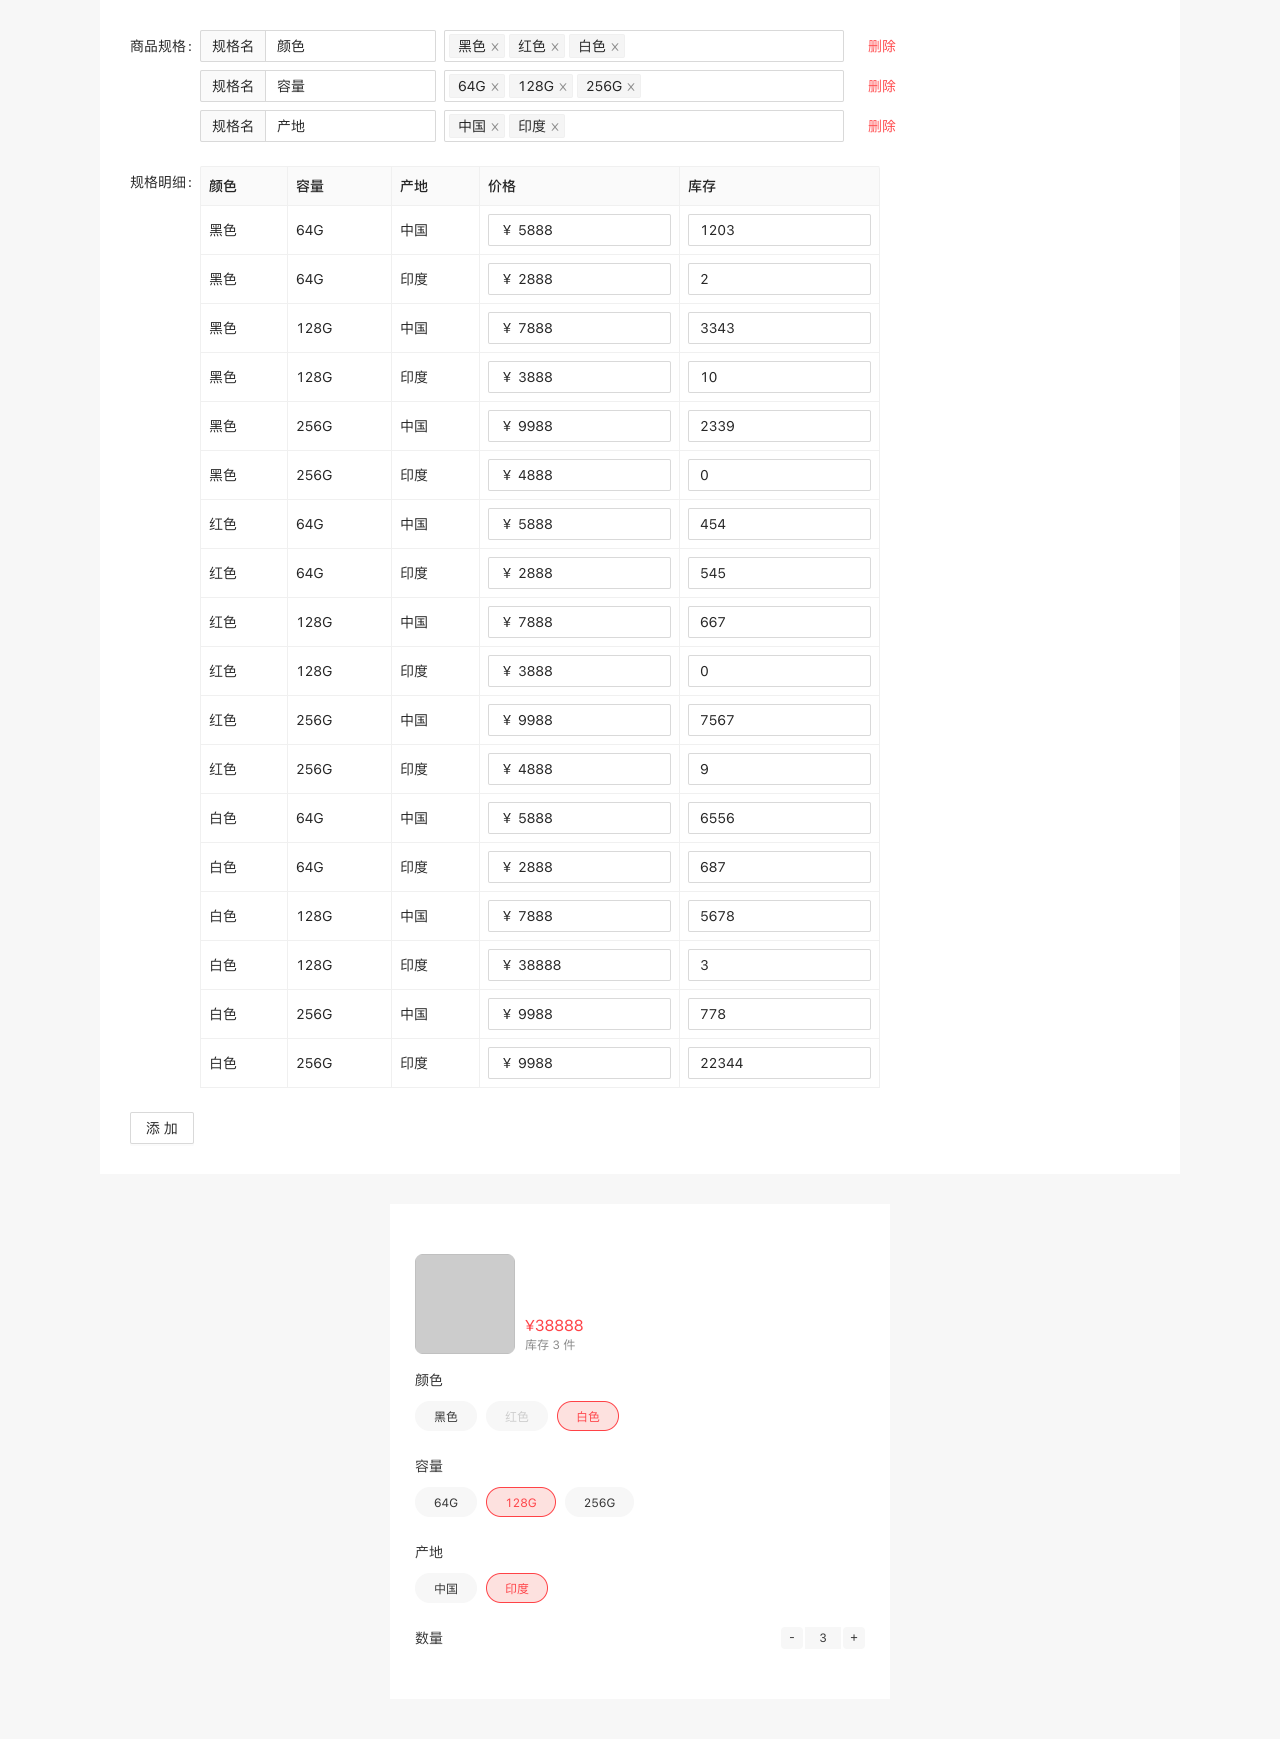 商品规格: 规格名 颜色 黑色 x 红色 x 白色 x 删除
规格名 容量 64G x 128G x 256G x 删除
规格名 产地 中国 x 印度 x 删除
规格明细: 颜色 容量 产地 价格 库存
黑色 64G 中国 ¥ 5888 1203
黑色 64G 印度 ¥ 2888 2
黑色 128G 中国 ¥ 7888 3343
黑色 128G 印度 ¥ 3888 10
黑色 256G 中国 ¥ 9988 2339
黑色 256G 印度 ¥ 4888 0
红色 64G 中国 ¥ 5888 454
红色 64G 印度 ¥ 2888 545
红色 128G 中国 ¥ 7888 667
红色 128G 印度 ¥ 3888 0
红色 256G 中国 ¥ 9988 7567
红色 256G 印度 ¥ 4888 9
白色 64G 中国 ¥ 5888 6556
白色 64G 印度 ¥ 2888 687
白色 128G 中国 ¥ 7888 5678
白色 128G 印度 ¥ 38888 3
白色 256G 中国 ¥ 9988 778
白色 256G 印度 ¥ 9988 22344
添 加
¥38888
库存 3 件
颜色
黑色 红色 白色
容量
64G 128G 256G
产地
中国 印度
数量 - 3 +